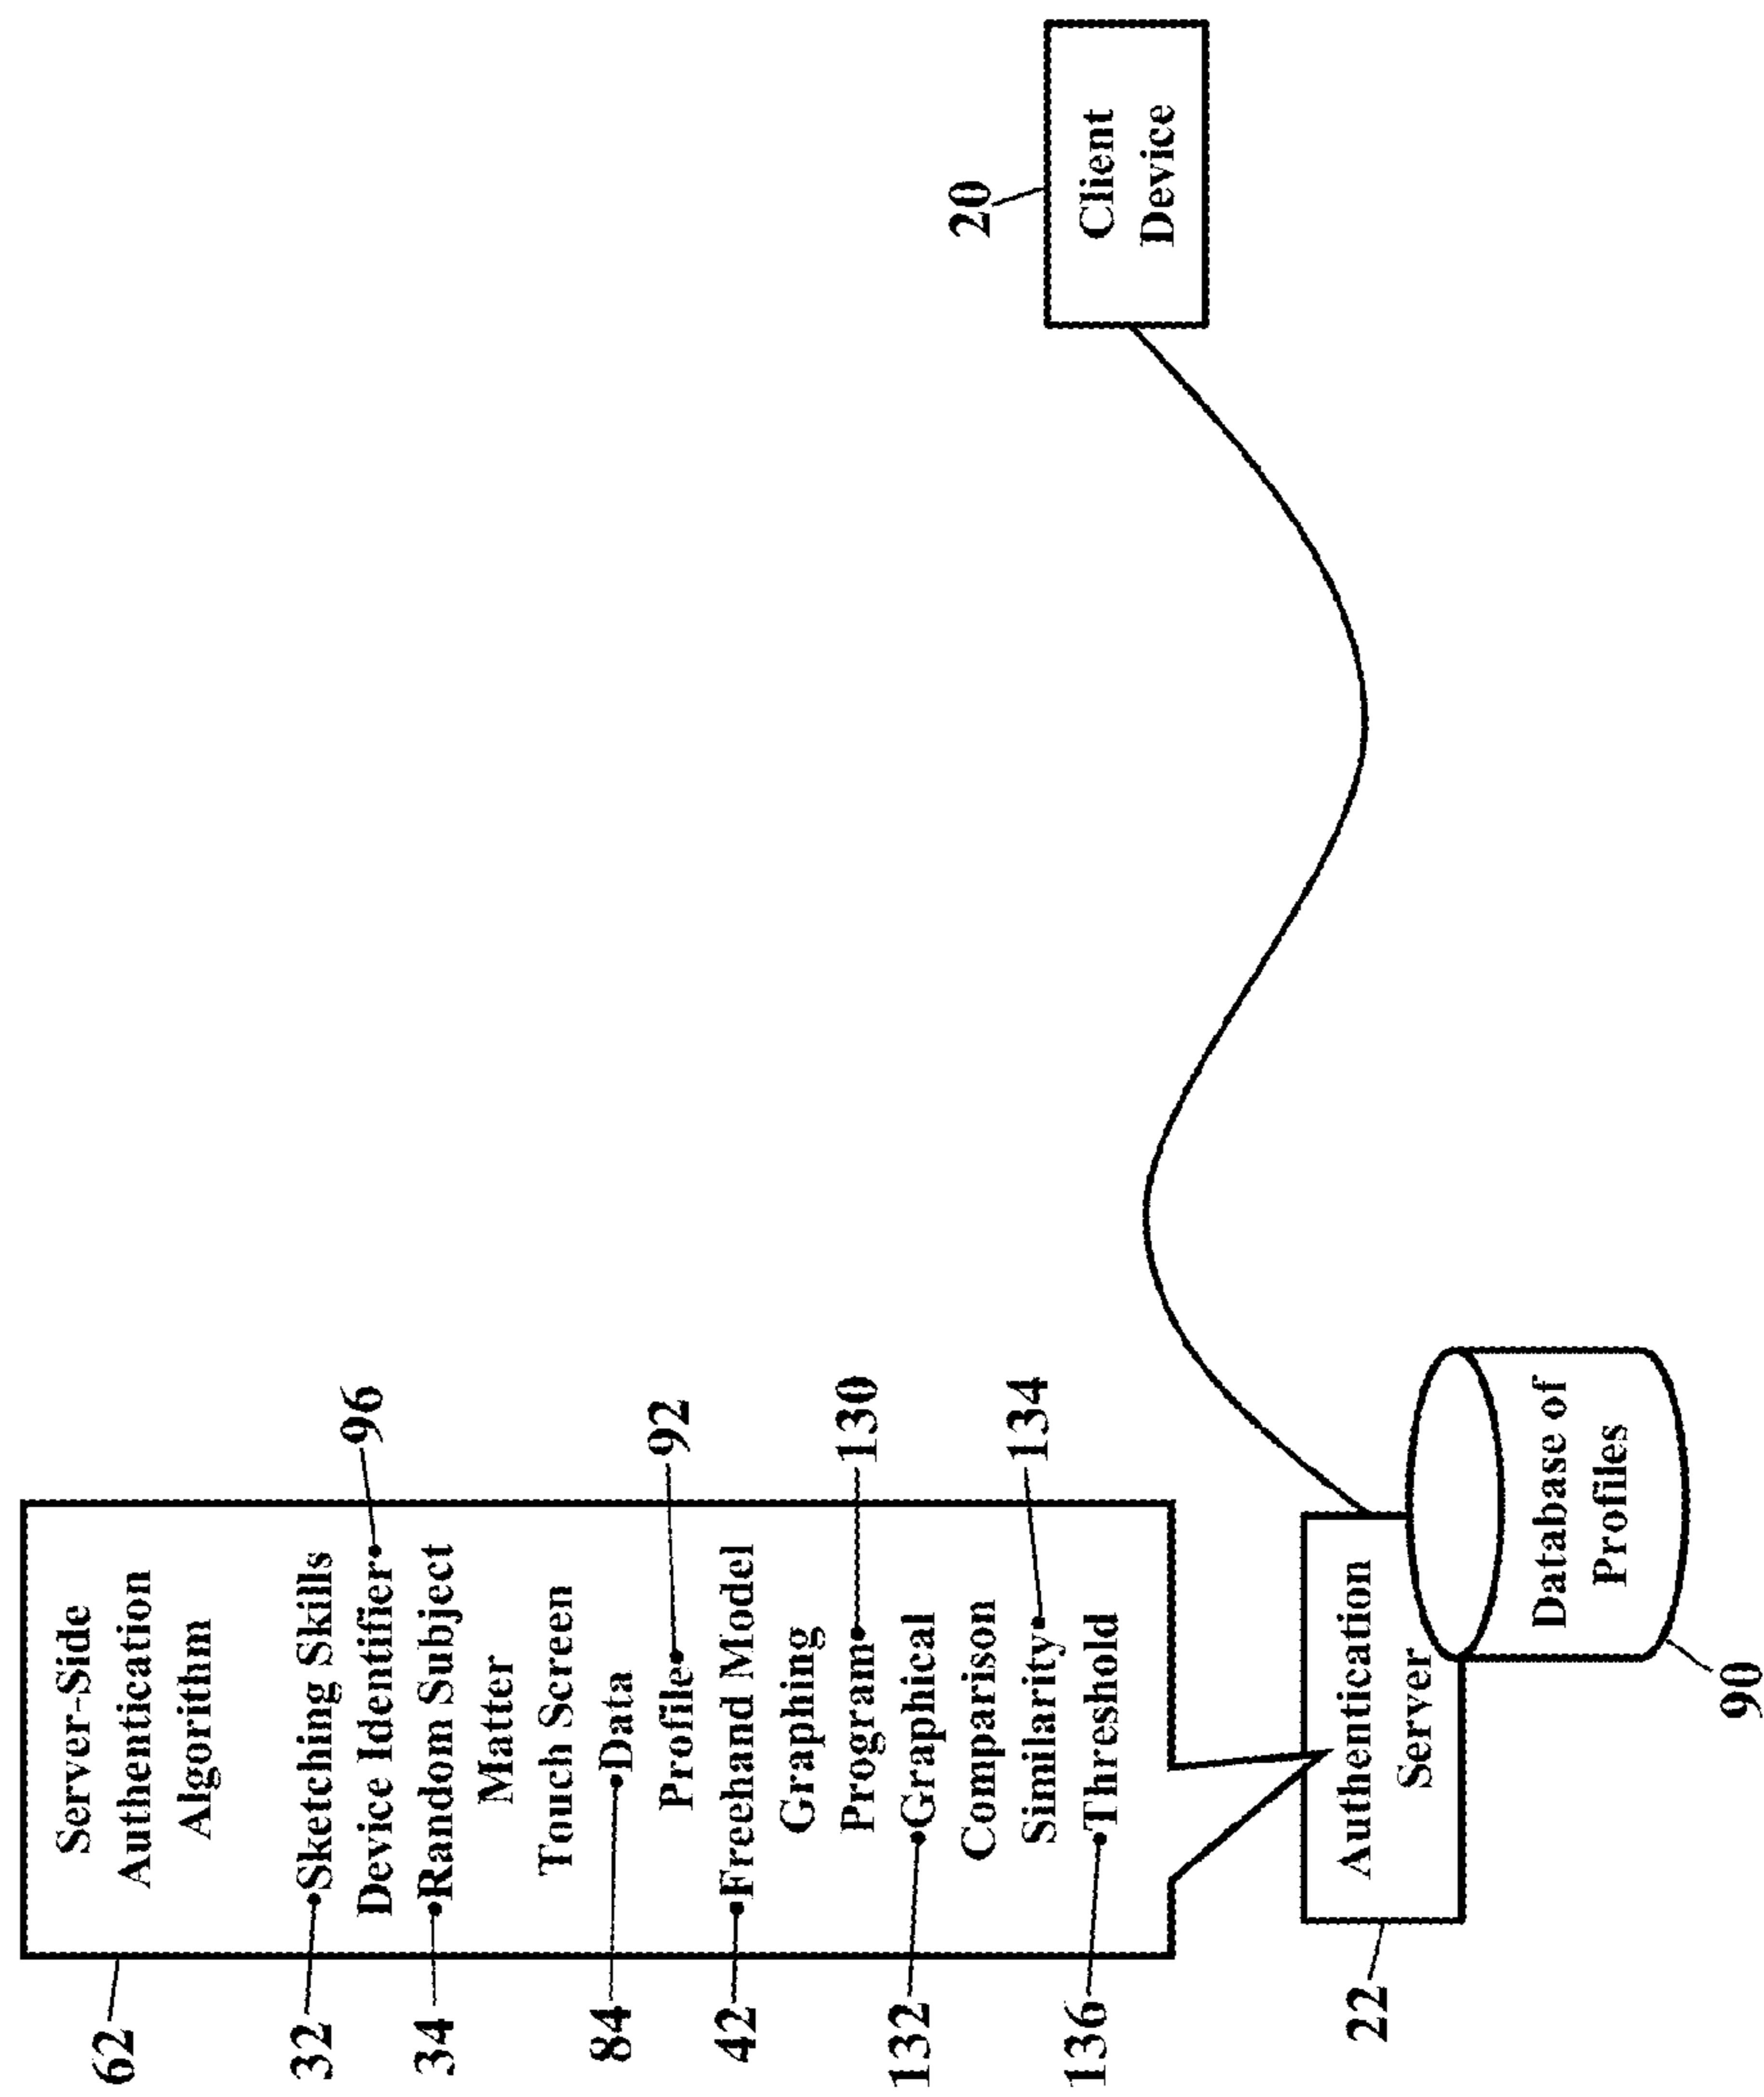 62
Server-Side
Authentication
Algorithm
32
Sketching Skills
Device Identifier
96
34
Random Subject
Matter
Touch Screen
84
Data
Profile
92
42
Freehand Model
Graphing
Program
130
132
Graphical
Comparison
Similarity
134
136
Threshold
22
Authentication
Server
Database of
Profiles
90
20
Client
Device